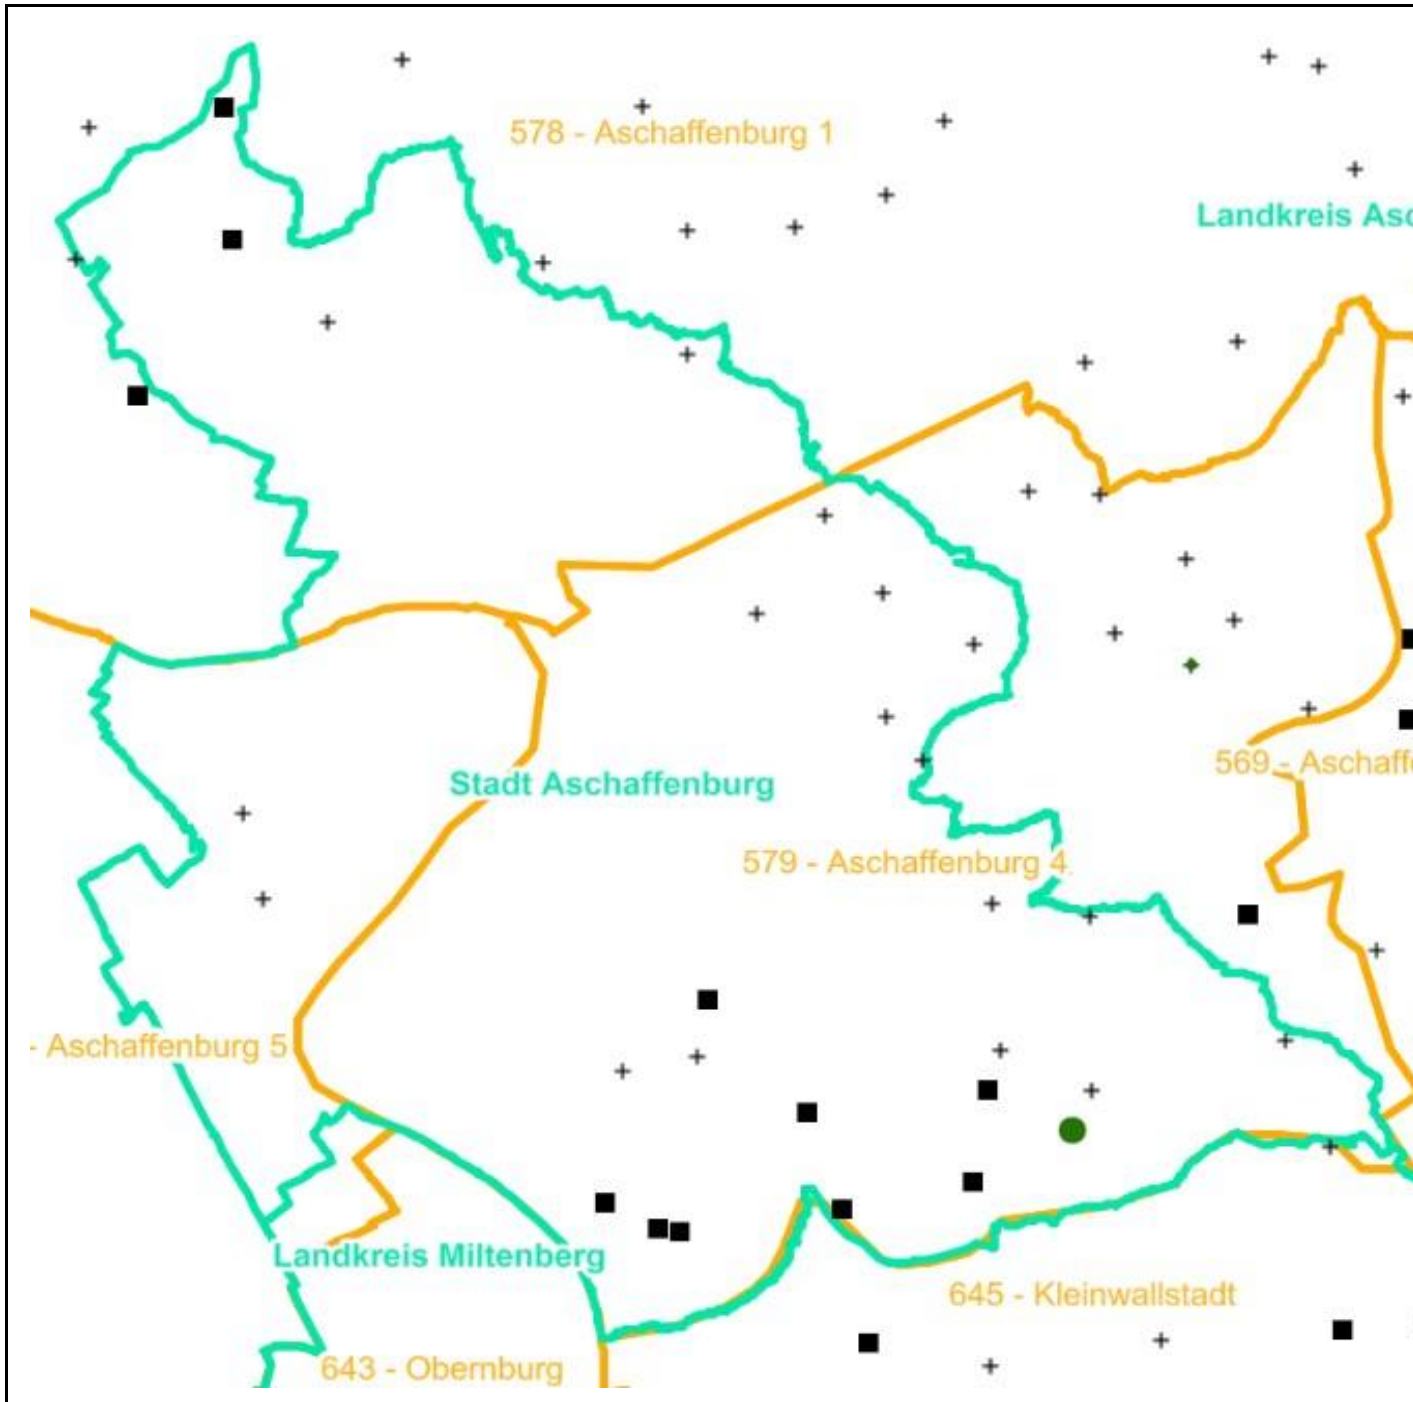 578 - Aschaffenburg 1
Landkreis Asc
Stadt Aschaffenburg
569 - Aschaffe
579 - Aschaffenburg 4
- Aschaffenburg 5
Landkreis Miltenberg
645 - Kleinwallstadt
643 - Obernburg